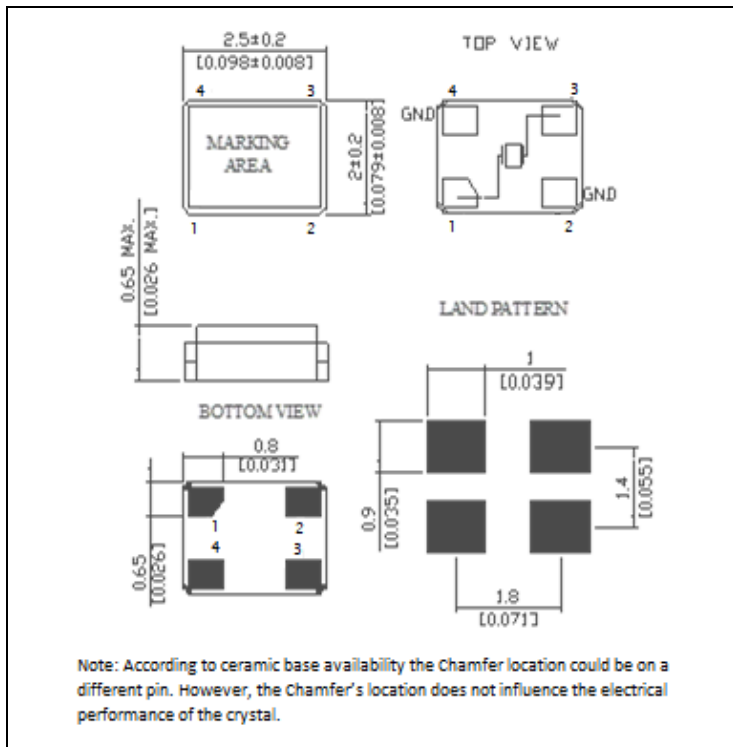 2.5±0.2
[0.098±0.008]
4 3
MARKING
AREA
1 2
2±0.2
[0.079±0.008]
TOP VIEW
4 3
GND
GND
1 2
0.65 MAX.
[0.026 MAX.]
LAND PATTERN
1
[0.039]
BOTTOM VIEW
0.8
[0.031]
1 2
4 3
0.65
[0.026]
0.9
[0.035]
1.4
[0.055]
1.8
[0.071]
Note: According to ceramic base availability the Chamfer location could be on a
different pin. However, the Chamfer's location does not influence the electrical
performance of the crystal.